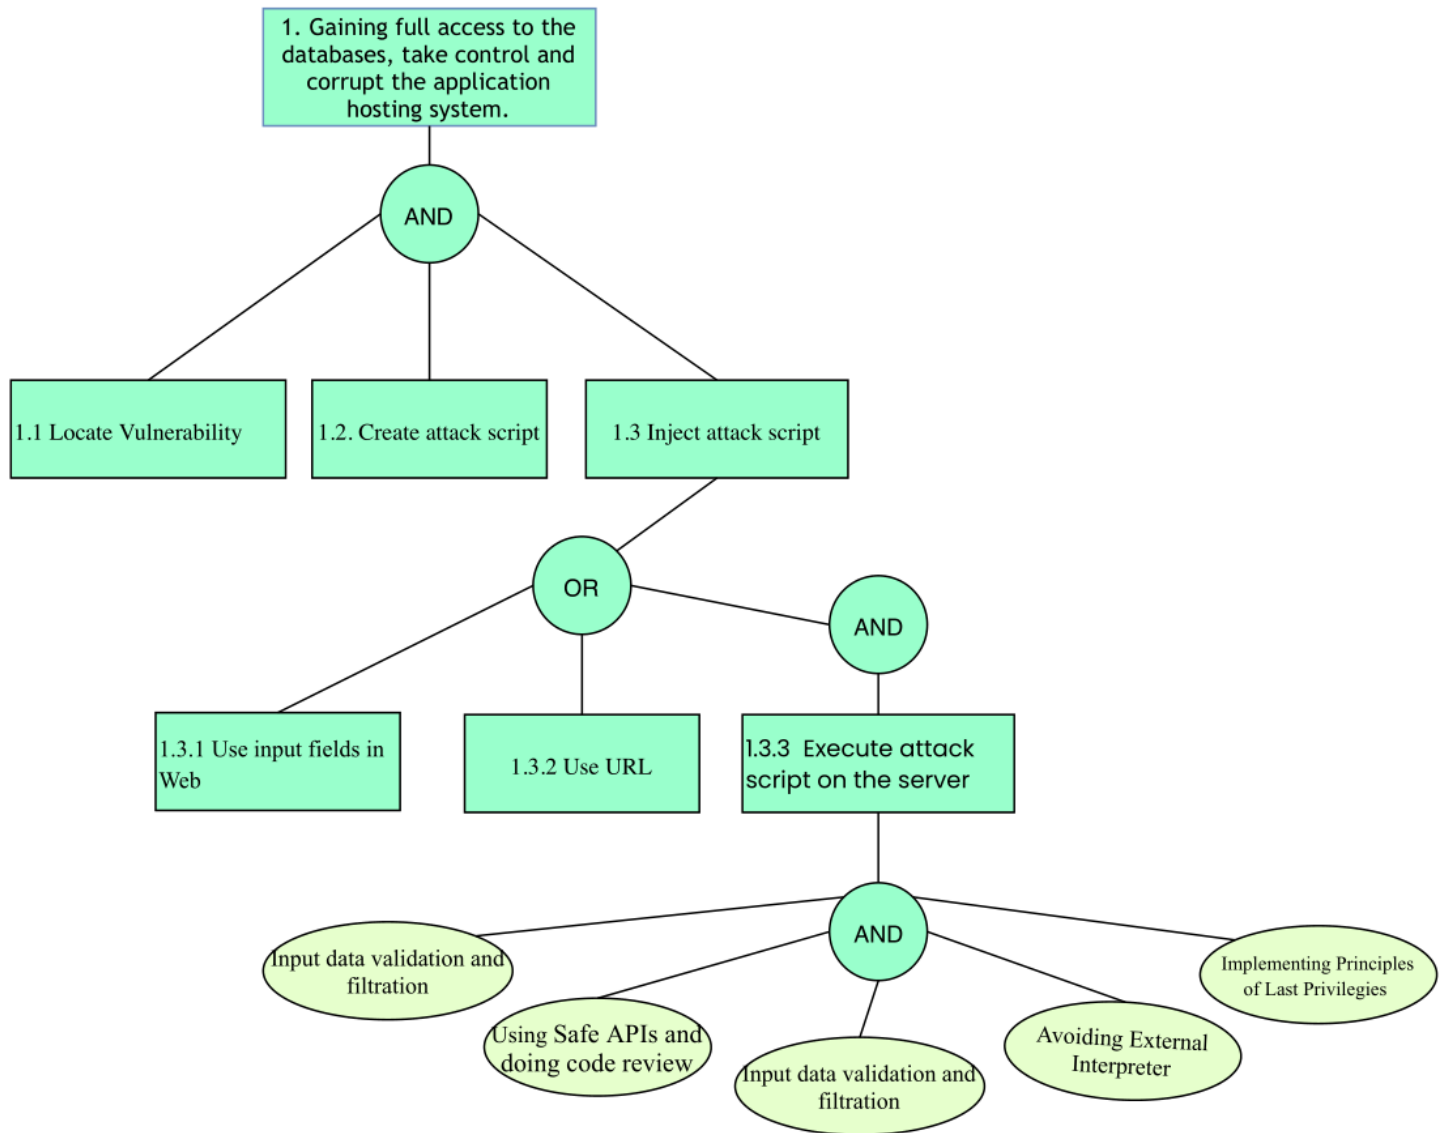 1. Gaining full access to the
databases, take control and
corrupt the application
hosting system.
AND
1.1 Locate Vulnerability
1.2. Create attack script
1.3 Inject attack script
OR
AND
1.3.1 Use input fields in
Web
1.3.2 Use URL
1.3.3 Execute attack
script on the server
AND
Input data validation and
filtration
Using Safe APIs and
doing code review
Input data validation and
filtration
Avoiding External
Interpreter
Implementing Principles
of Last Privilegies